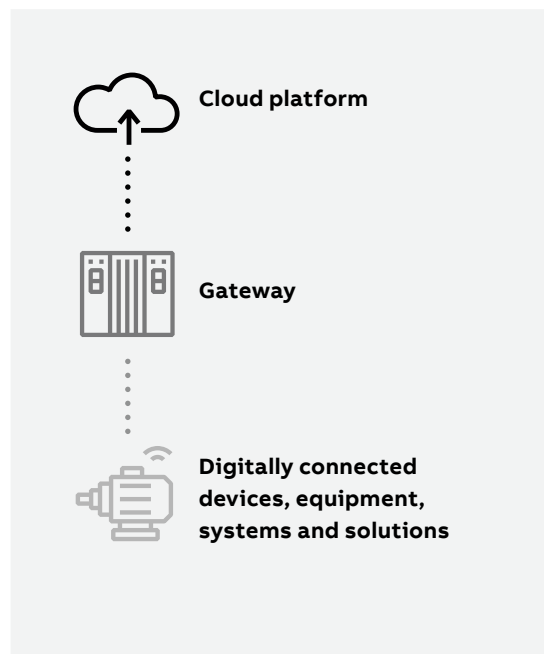 Cloud platform
Gateway
Digitally connected
devices, equipment,
systems and solutions